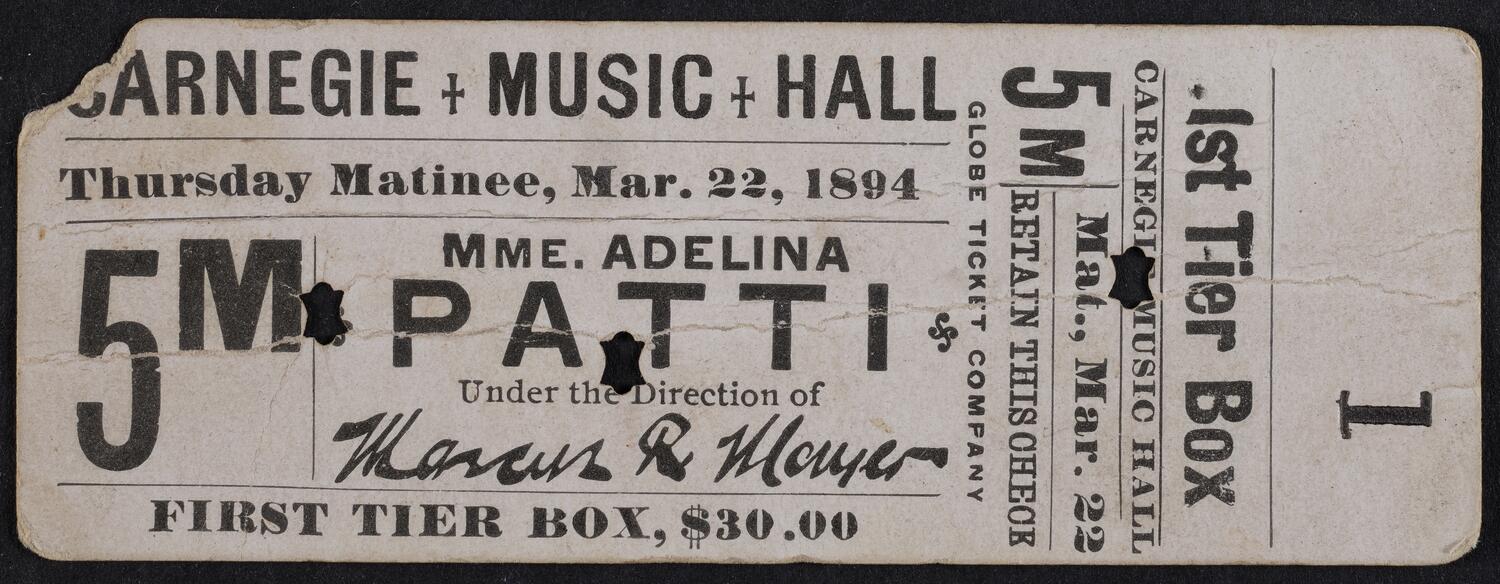 CARNEGIE + MUSIC + HALL
Thursday Matinee, Mar. 22, 1894
5M
MME. ADELINA
PATTI
Under the Direction of
Marcus R Mayer
FIRST TIER BOX, $30.00
GLOBE TICKET COMPANY
5 M
RETAIN THIS CHECK
Mat., Mar. 22
CARNEGIE MUSIC HALL
1st Tier Box
1